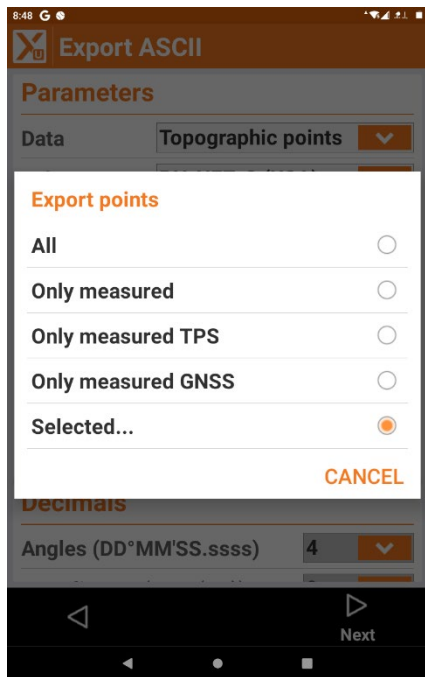 8:48 G
Export ASCII
Parameters
Data Topographic points
Export points
All
Only measured
Only measured TPS
Only measured GNSS
Selected...
CANCEL
Decimals
Angles (DD°MM'SS.ssss) 4
Next